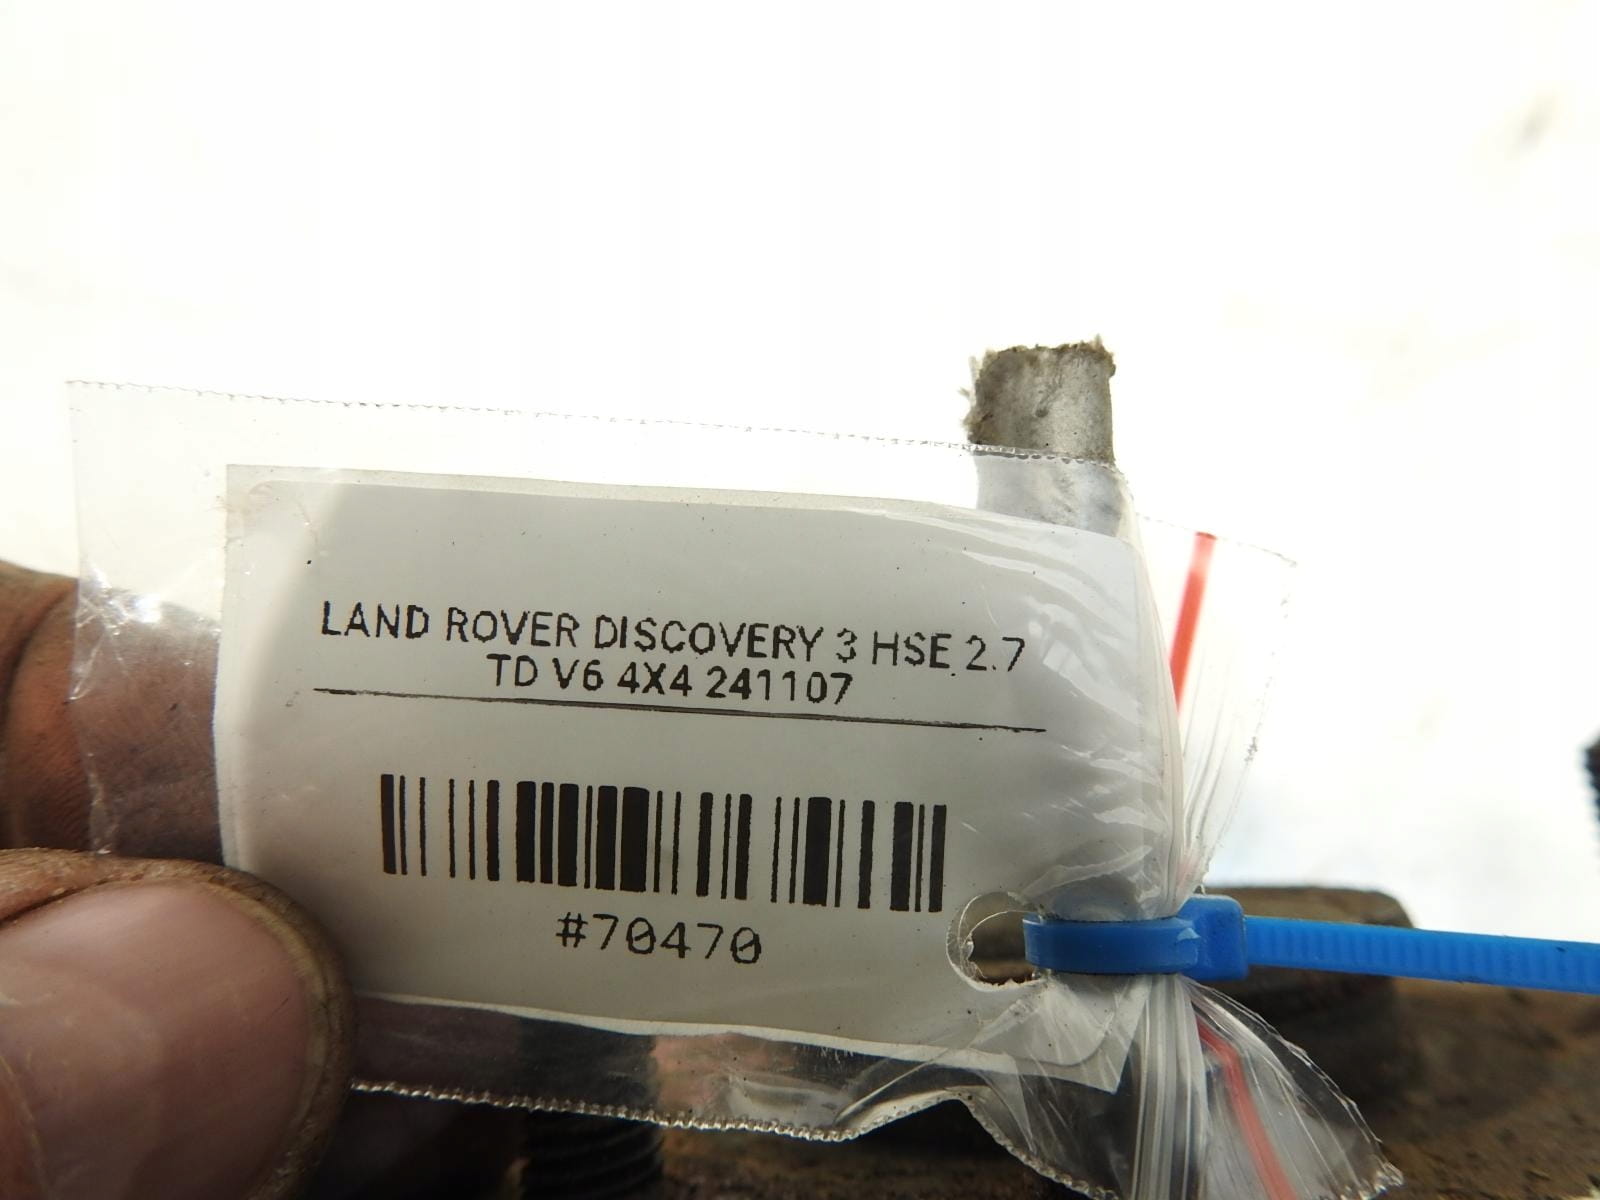 LAND ROVER DISCOVERY 3 HSE 2.7
TD V6 4X4 241107
#70470